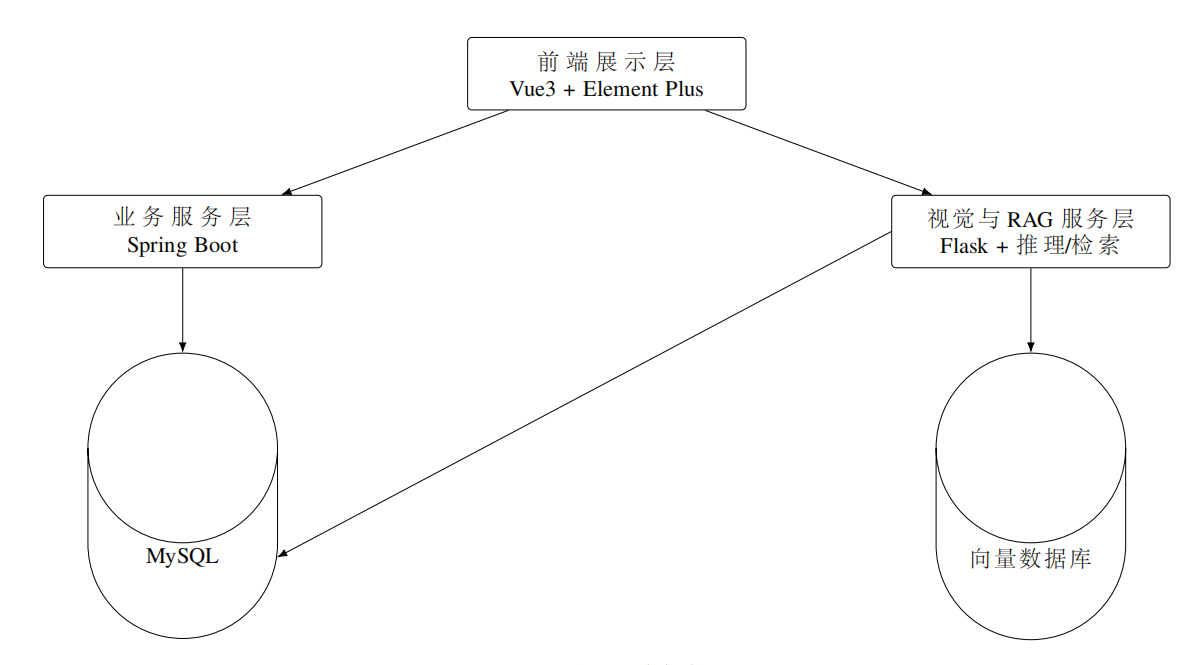 前端展示层
Vue3 + Element Plus
业务服务层
Spring Boot
视觉与 RAG 服务层
Flask + 推理/检索
MySQL
向量数据库